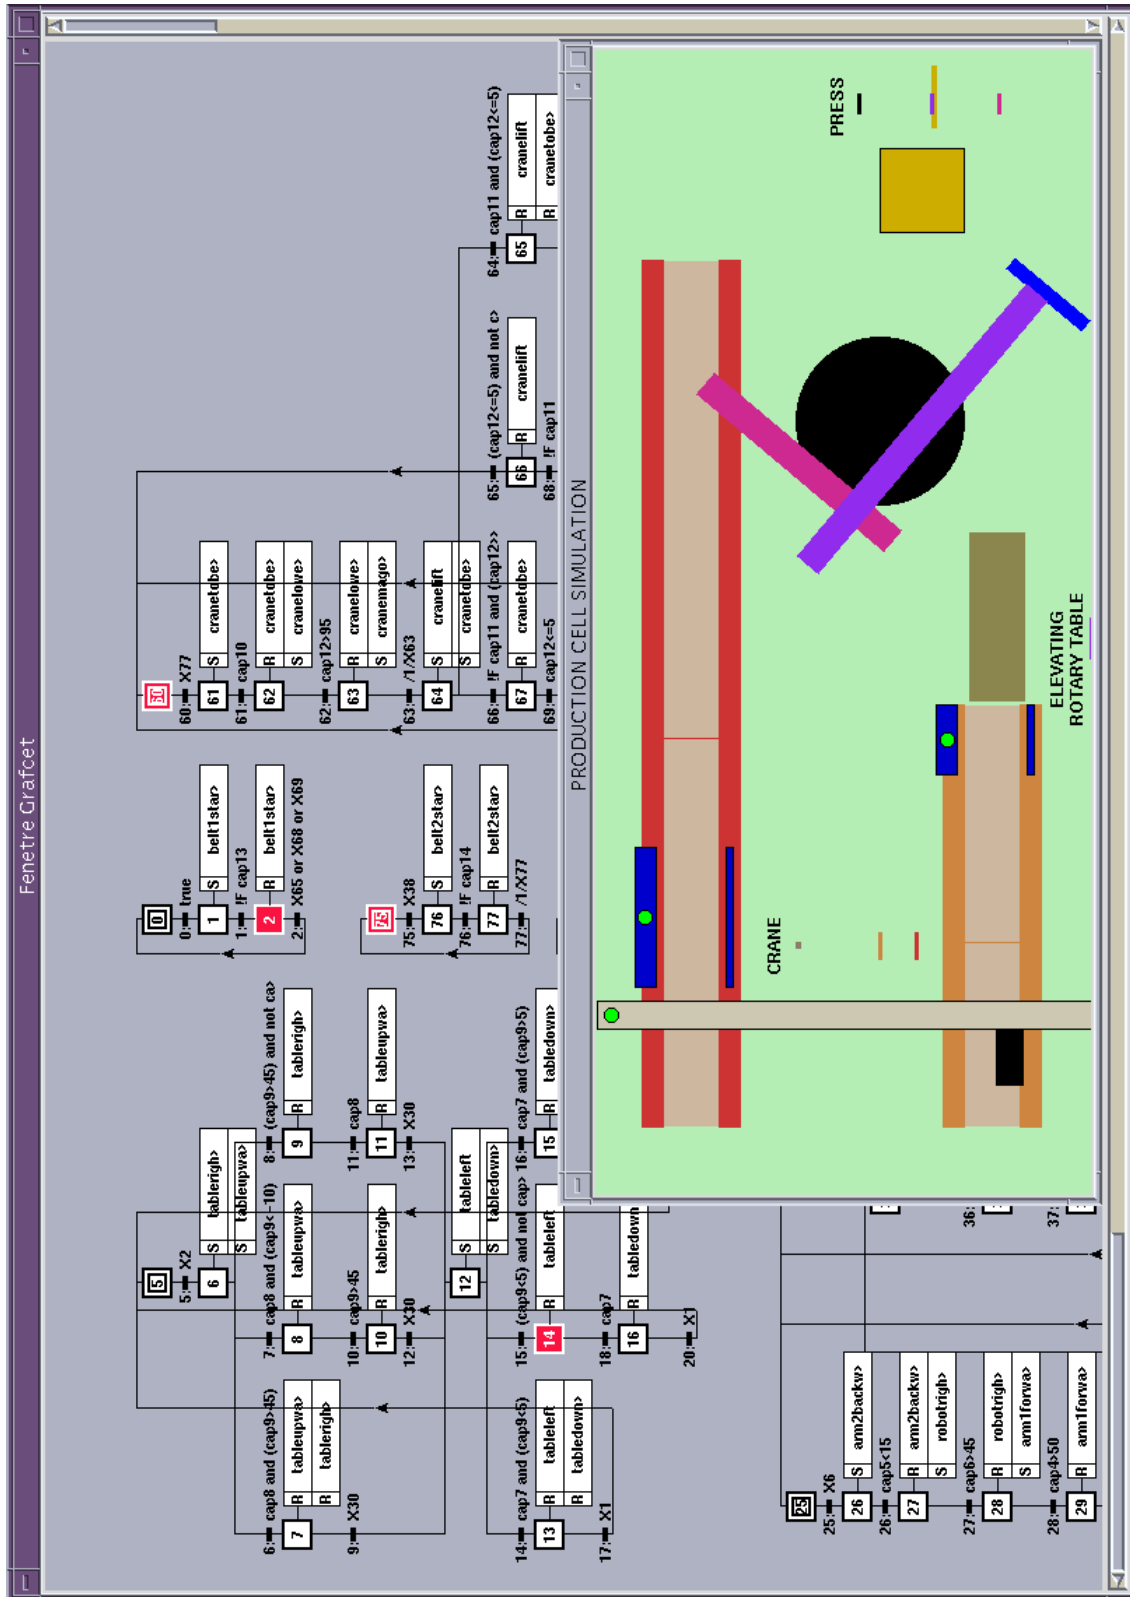 Fenetre Grafcet
5
5: X2
6
S tablerigh>
S tableupwa>
6: cap8 and (cap9>45)
7: cap8 and (cap9<-10)
8: (cap9>45) and not ca>
7
R tableupwa>
R tablerigh>
8
R tableupwa>
9
R tablerigh>
10: cap9>45
11: cap8
10
R tablerigh>
11
R tableupwa>
9: X30
12: X30
13: X30
12
S tableleft
S tabledown>
14: cap7 and (cap9<5)
15: (cap9<5) and not cap>
16: cap7 and (cap9>5)
13
R tableleft
R tabledown>
14
R tableleft
15
R tabledown>
18: cap7
16
R tabledown>
17: X1
20: X1
0
0: true
1
S belt1star>
1: !F cap13
2
R belt1star>
2: X65 or X68 or X69
75
75: X38
76
S belt2star>
76: !F cap14
77
R belt2star>
77: /1/X77
60: X77
61
S cranetobe>
61: cap10
62
R cranetobe>
S cranelowe>
62: cap12>95
63
R cranelowe>
S cranemago>
63: /1/X63
64
S cranelift
S cranetobe>
66: !F cap11 and (cap12>>
65: (cap12<=5) and not c>
64: cap11 and (cap12<=5)
67
R cranetobe>
66
R cranelift
65
R cranelift
R cranetobe>
69: cap12<=5
68: !F cap11
25
25: X6
26
S arm2backw>
26: cap5<15
27
R arm2backw>
S robotrigh>
27: cap6>45
28
R robotrigh>
S arm1forwa>
28: cap4>50
29
R arm1forwa>
36:
37:
PRODUCTION CELL SIMULATION
CRANE
PRESS
ELEVATING
ROTARY TABLE